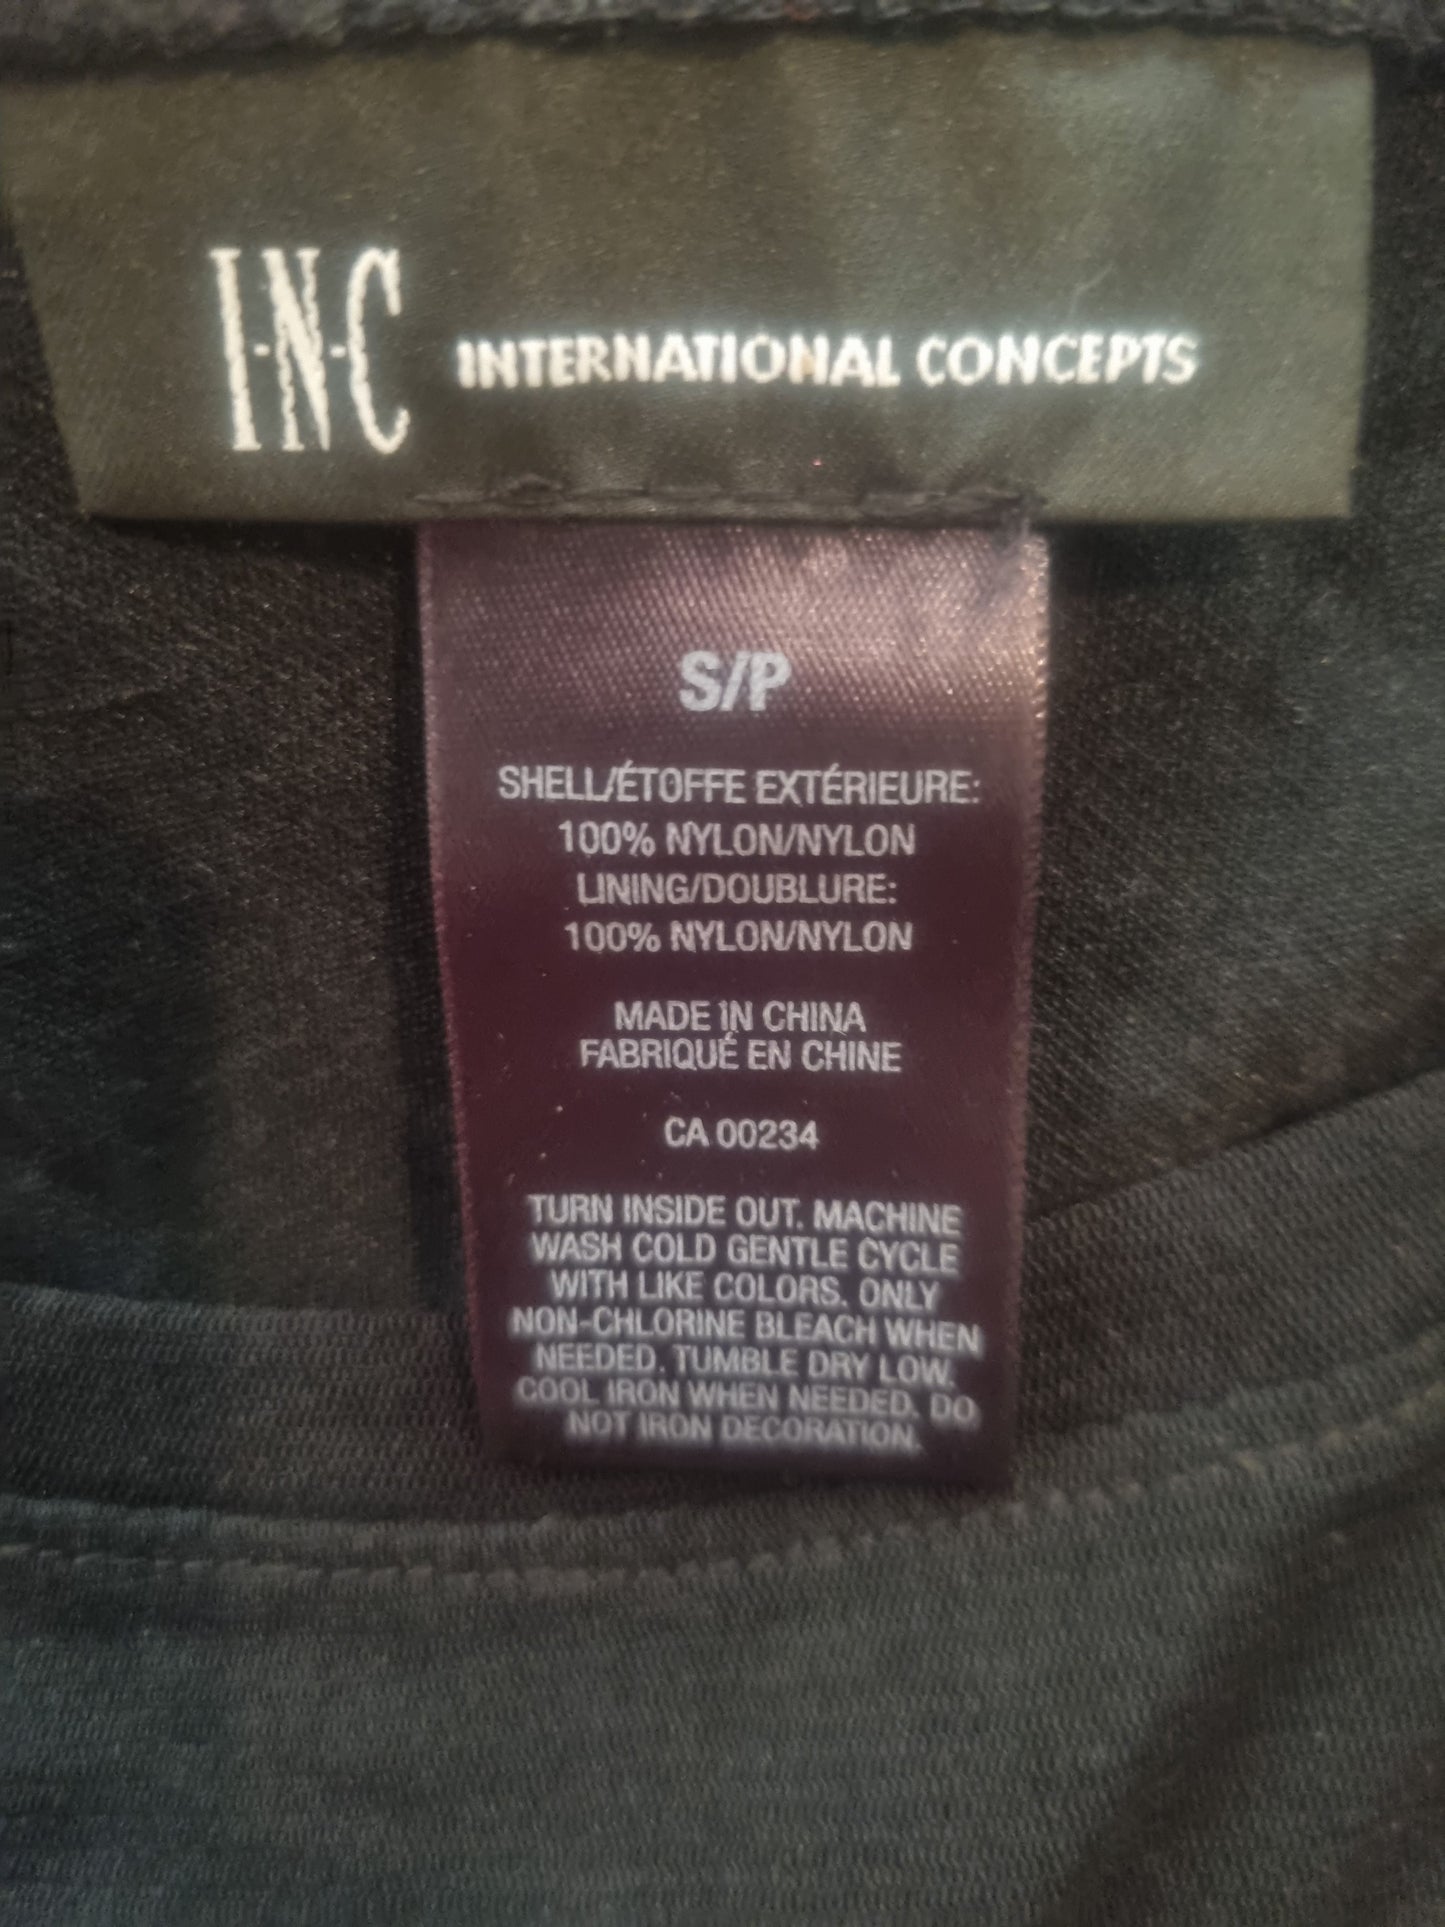 I-N-C INTERNATIONAL CONCEPTS
S/P
SHELL/ÉTOFFE EXTÉRIEURE:
100% NYLON/NYLON
LINING/DOUBLURE:
100% NYLON/NYLON
MADE IN CHINA
FABRIQUÉ EN CHINE
CA 00234
TURN INSIDE OUT. MACHINE
WASH COLD GENTLE CYCLE
WITH LIKE COLORS. ONLY
NON-CHLORINE BLEACH WHEN
NEEDED. TUMBLE DRY LOW.
COOL IRON WHEN NEEDED. DO
NOT IRON DECORATION.